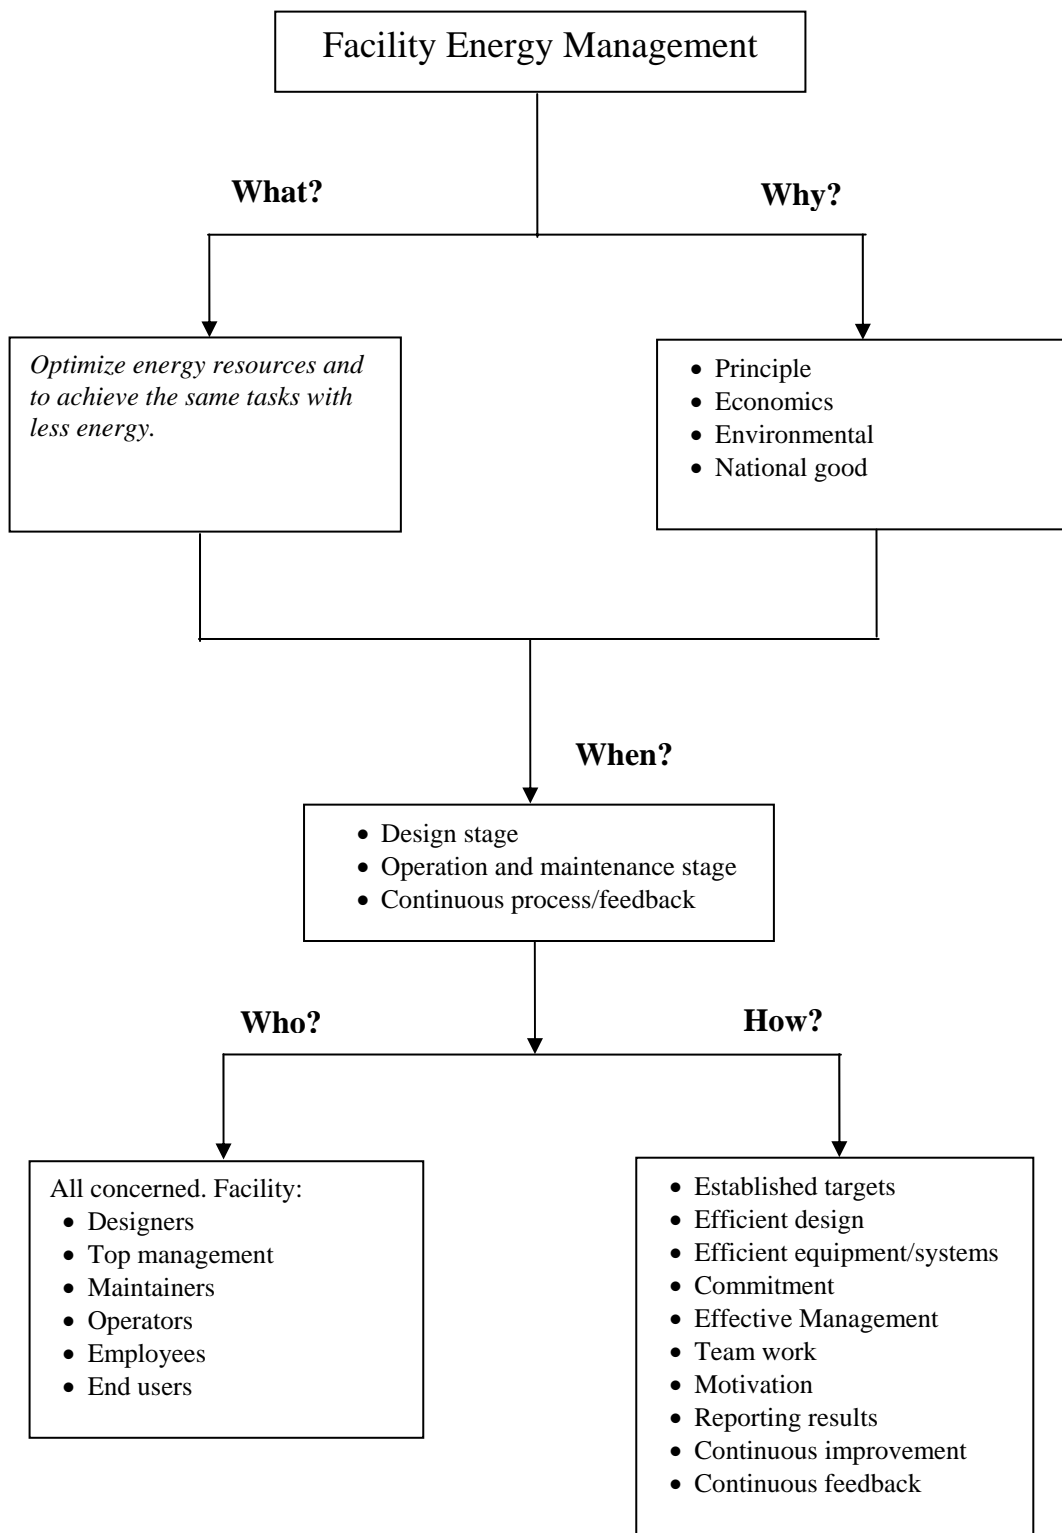 Facility Energy Management
What?
Why?
Optimize energy resources and
to achieve the same tasks with
less energy.
• Principle
• Economics
• Environmental
• National good
When?
• Design stage
• Operation and maintenance stage
• Continuous process/feedback
Who?
How?
All concerned. Facility:
• Designers
• Top management
• Maintainers
• Operators
• Employees
• End users
• Established targets
• Efficient design
• Efficient equipment/systems
• Commitment
• Effective Management
• Team work
• Motivation
• Reporting results
• Continuous improvement
• Continuous feedback